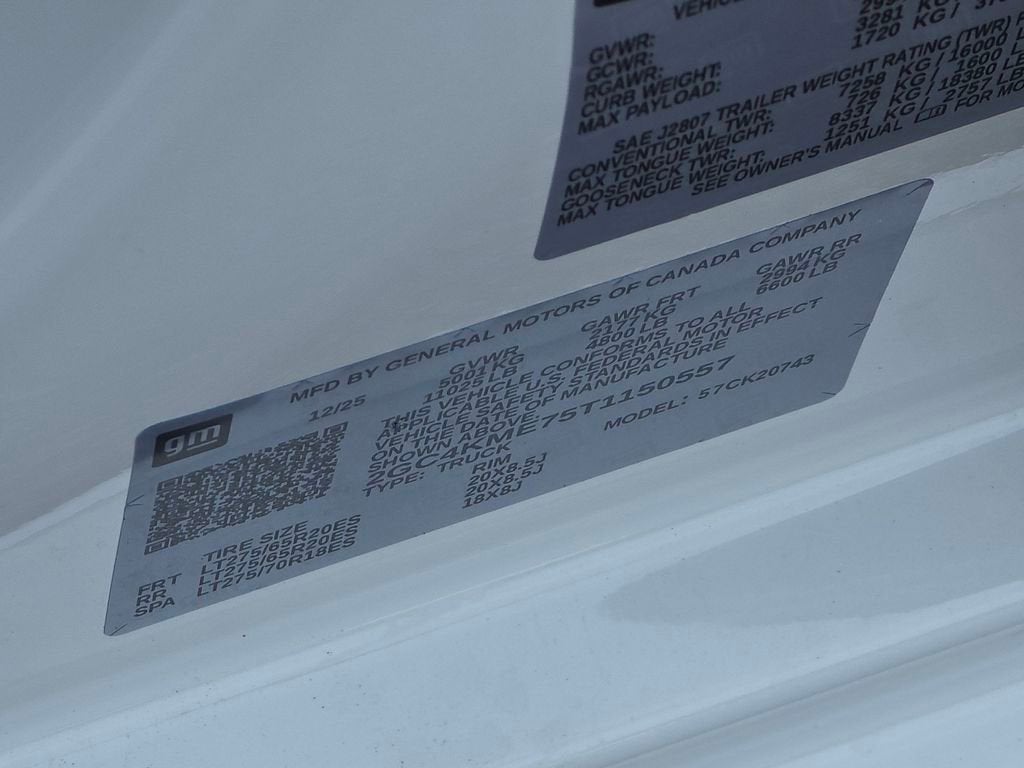 VEHIC
GVWR:
GCWR:
RGAWR: 3281 KG
CURB WEIGHT: 1720 KG/
MAX PAYLOAD:
SAE J2807 TRAILER WEIGHT RATING (TWR)
CONVENTIONAL TWR: 7258 KG/ 16000 L
MAX TONGUE WEIGHT: 726 KG/ 1600 LB
GOOSENECK TWR: 8337 KG/ 18380 LB
MAX TONGUE WEIGHT: 1251 KG/ 2757 LB
SEE OWNER'S MANUAL FOR MO
gm
MFD BY GENERAL MOTORS OF CANADA COMPANY
12/25 GVWR GAWR FRT GAWR RR
5001 KG 2177 KG 2994 KG
11025 LB 4800 LB 6600 LB
THIS VEHICLE CONFORMS TO ALL
APPLICABLE U.S. FEDERAL MOTOR
VEHICLE SAFETY STANDARDS IN EFFECT
ON THE DATE OF MANUFACTURE
SHOWN ABOVE.
2GC4KME75T1150557
TYPE: TRUCK MODEL: 57CK20743
TIRE SIZE RIM
FRT LT275/65R20ES 20X8.5J
RR LT275/65R20ES 20X8.5J
SPA LT275/70R18ES 18X8J